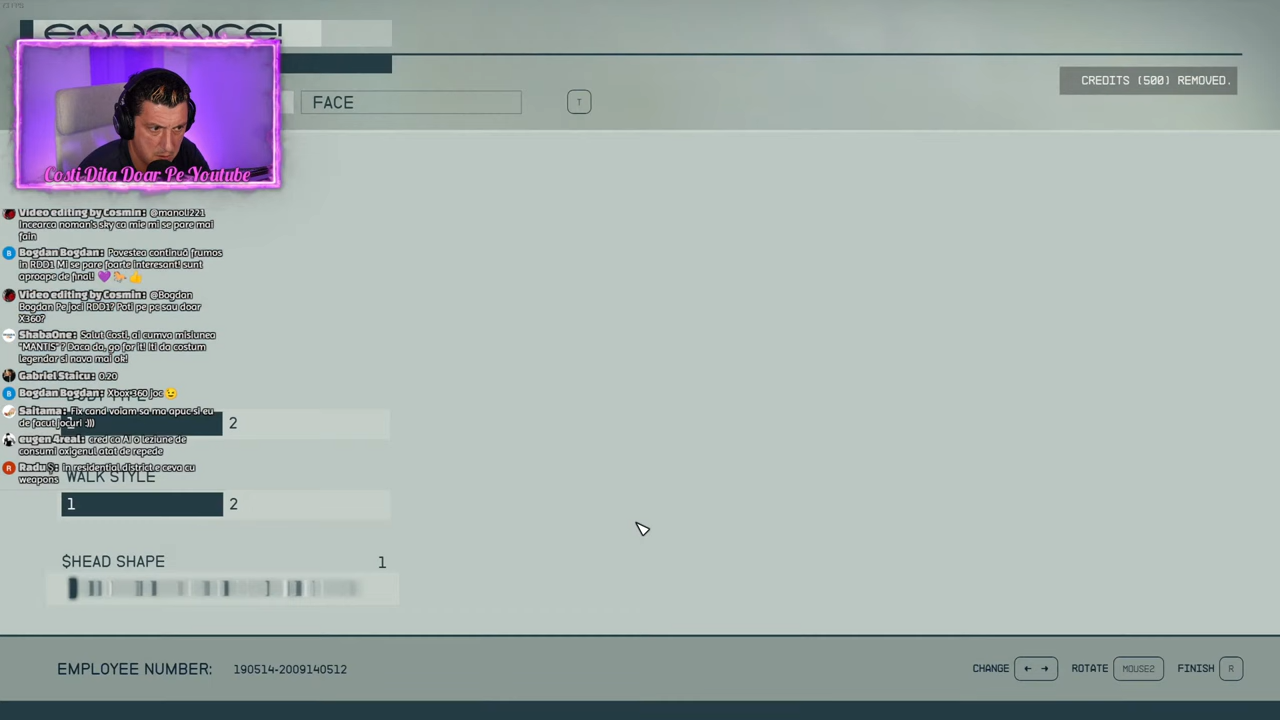 ENHANCE!
CREDITS (500) REMOVED.
FACE
T
Costi Dita Doar Pe Youtube
Video editing by Cosmin: @manou221
Incearca noman's sky ca mie mi se pare mai
fain
Bogdan Bogdan: Povestea continuă frumos
in RDD1 Mi se pare foarte interesant! sunt
aproape de final! 💜🐎👍
Video editing by Cosmin: @Bogdan
Bogdan Pe joci RDD1? Poti pe pc sau doar
X360?
ShabaOne: Salut Costi, ai cumva misiunea
"MANTIS"? Daca da, go for it! Iti da costum
legendar si nava mai ok!
Gabriel Staicu: 0.20
Bogdan Bogdan: Xbox 360 joc 😉
Saitama: Fix cand voiam sa ma apuc si eu
de facut jocuri :)))
1
2
eugen 4real: cred ca Ai o leziune de
consumi oxigenul atat de repede
Radu S: In residential district e ceva cu
weapons
WALK STYLE
1
2
$HEAD SHAPE
1
EMPLOYEE NUMBER:
190514-2009140512
CHANGE ← →
ROTATE MOUSE2
FINISH R